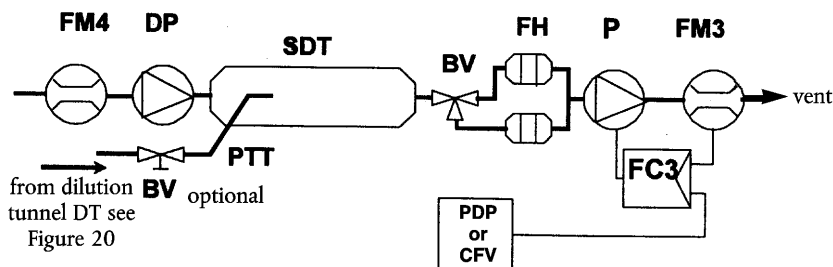 FM4 DP SDT BV FH P FM3
vent
PTT
BV optional
from dilution
tunnel DT see
Figure 20
FC3
PDP
or
CFV